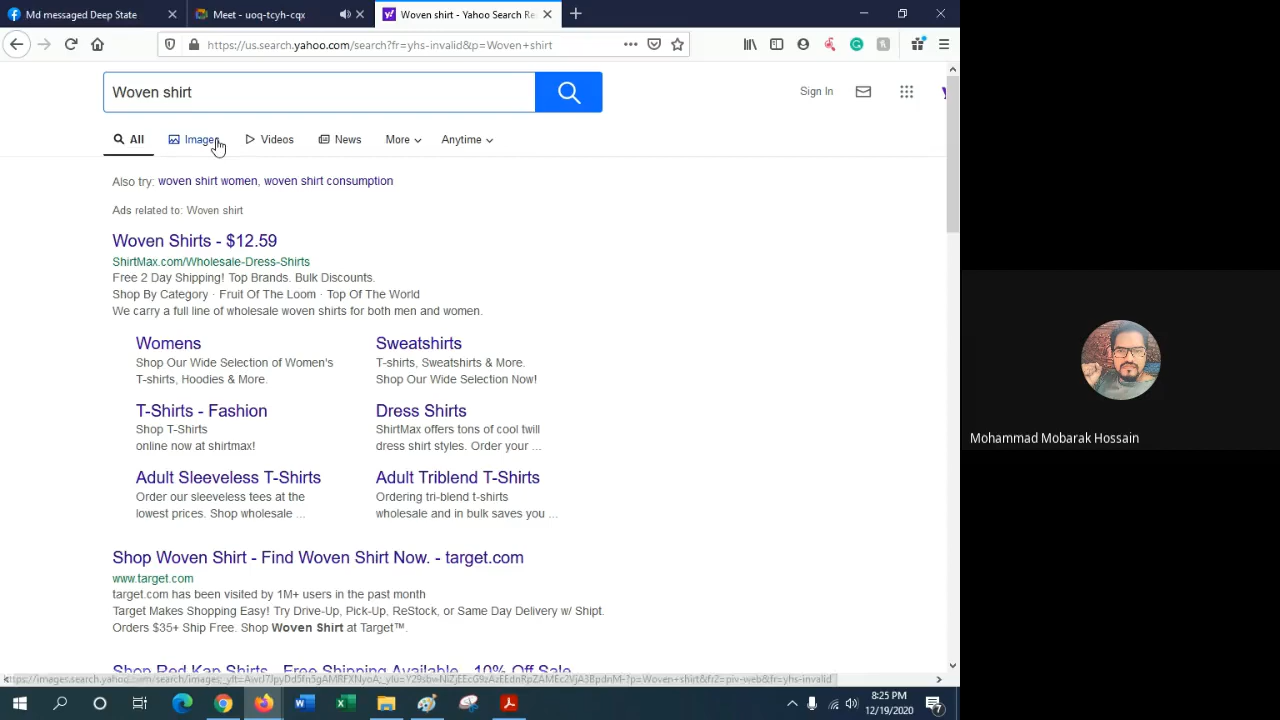 Md messaged Deep State
Meet - uoq-tcyh-cqx
Woven shirt - Yahoo Search Re
https://us.search.yahoo.com/search?fr=yhs-invalid&p=Woven+shirt
Woven shirt
Sign In
All
Images
Videos
News
More
Anytime
Also try: woven shirt women, woven shirt consumption
Ads related to: Woven shirt
Woven Shirts - $12.59
ShirtMax.com/Wholesale-Dress-Shirts
Free 2 Day Shipping! Top Brands. Bulk Discounts.
Shop By Category · Fruit Of The Loom · Top Of The World
We carry a full line of wholesale woven shirts for both men and women.
Womens
Shop Our Wide Selection of Women's
T-shirts, Hoodies & More.
Sweatshirts
T-shirts, Sweatshirts & More.
Shop Our Wide Selection Now!
T-Shirts - Fashion
Shop T-Shirts
online now at shirtmax!
Dress Shirts
ShirtMax offers tons of cool twill
dress shirt styles. Order your ...
Adult Sleeveless T-Shirts
Order our sleeveless tees at the
lowest prices. Shop wholesale ...
Adult Triblend T-Shirts
Ordering tri-blend t-shirts
wholesale and in bulk saves you ...
Shop Woven Shirt - Find Woven Shirt Now. - target.com
www.target.com
target.com has been visited by 1M+ users in the past month
Target Makes Shopping Easy! Try Drive-Up, Pick-Up, ReStock, or Same Day Delivery w/ Shipt.
Orders $35+ Ship Free. Shop Woven Shirt at Target™.
Shop Red Kap Shirts - Free Shipping Available - 10% Off Sale
8:25 PM
12/19/2020
7
Mohammad Mobarak Hossain